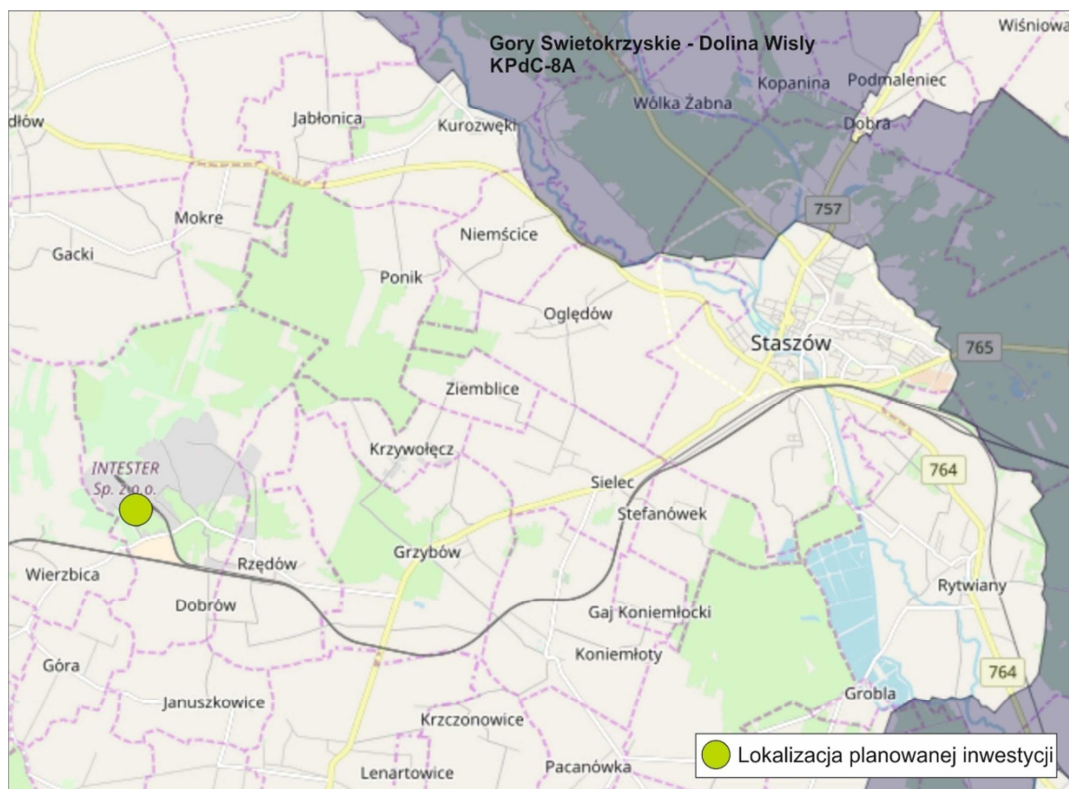 Gory Swietokrzyskie - Dolina Wisly
KPdC-8A
Wiśniowa
Kopanina
Podmaleniec
Wólka Żabna
Jabłonica
Kurozwęki
dłów
Dobra
757
Mokre
Niemścice
Gacki
Ponik
Oględów
Staszów
765
Ziemblice
Krzywołęcz
INTESTER
Sp. z o.o.
Sielec
764
Stefanówek
Grzybów
Rzędów
Wierzbica
Rytwiany
Dobrów
Gaj Koniemłocki
Koniemłoty
Góra
764
Januszkowice
Grobla
Krzczonowice
Lenartowice
Pacanówka
Lokalizacja planowanej inwestycji